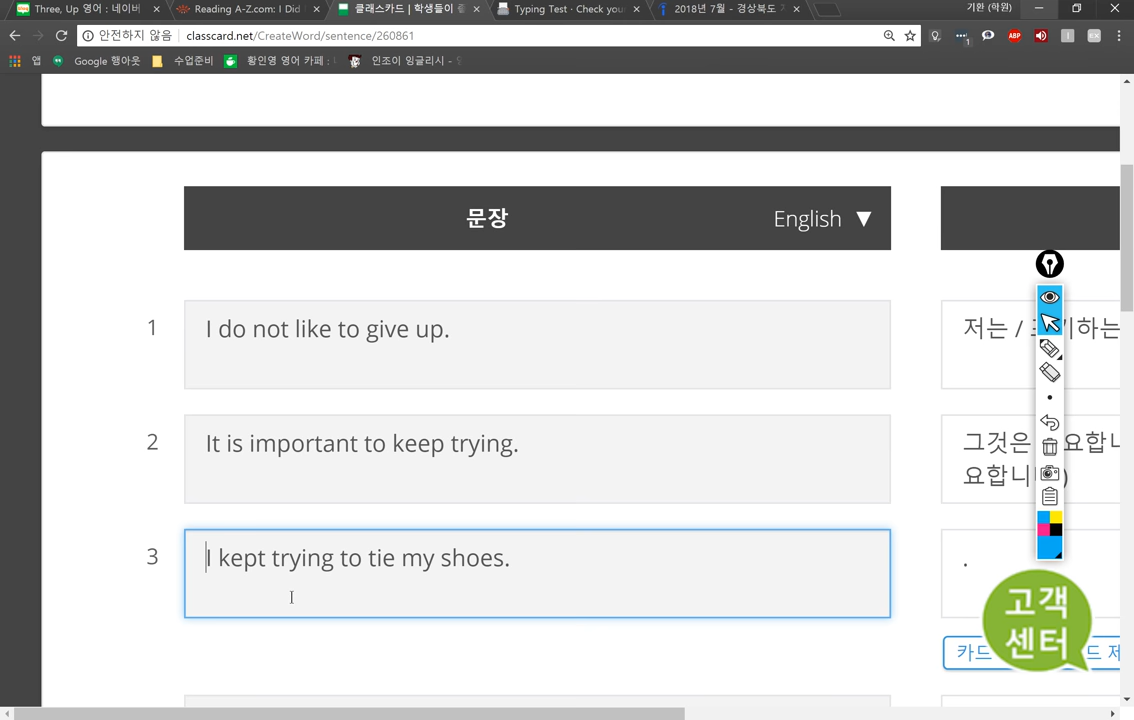 Three, Up 영어 : 네이버
Reading A-Z.com: I Did
클래스카드 | 학생들이 좋
Typing Test · Check you
2018년 7월 - 경상북도
기환 (학원)
안전하지 않음 classcard.net/CreateWord/sentence/260861
앱 Google 행아웃 수업준비 황인영 영어 카페 : 인조이 잉글리시 -
문장 English ▼
1 I do not like to give up. 저는 /
2 It is important to keep trying. 그것은
요합니
3 I kept trying to tie my shoes. .
고객
센터
카드